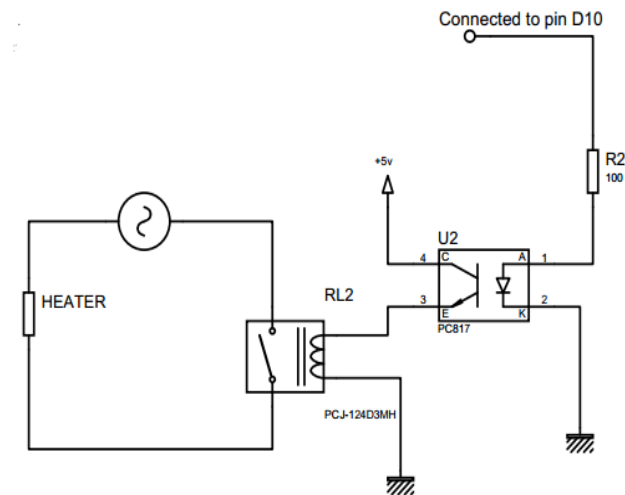 Connected to pin D10
R2
100
+5v
U2
4
C
A
1
HEATER
RL2
3
E
K
2
PC817
PCJ-124D3MH